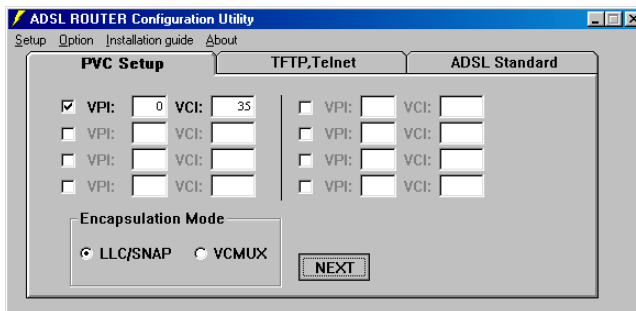 ADSL ROUTER Configuration Utility
Setup Option Installation guide About
PVC Setup TFTP,Telnet ADSL Standard
VPI: 0 VCI: 35 VPI: VCI:
VPI: VCI: VPI: VCI:
VPI: VCI: VPI: VCI:
VPI: VCI: VPI: VCI:
Encapsulation Mode
LLC/SNAP VCMUX
NEXT